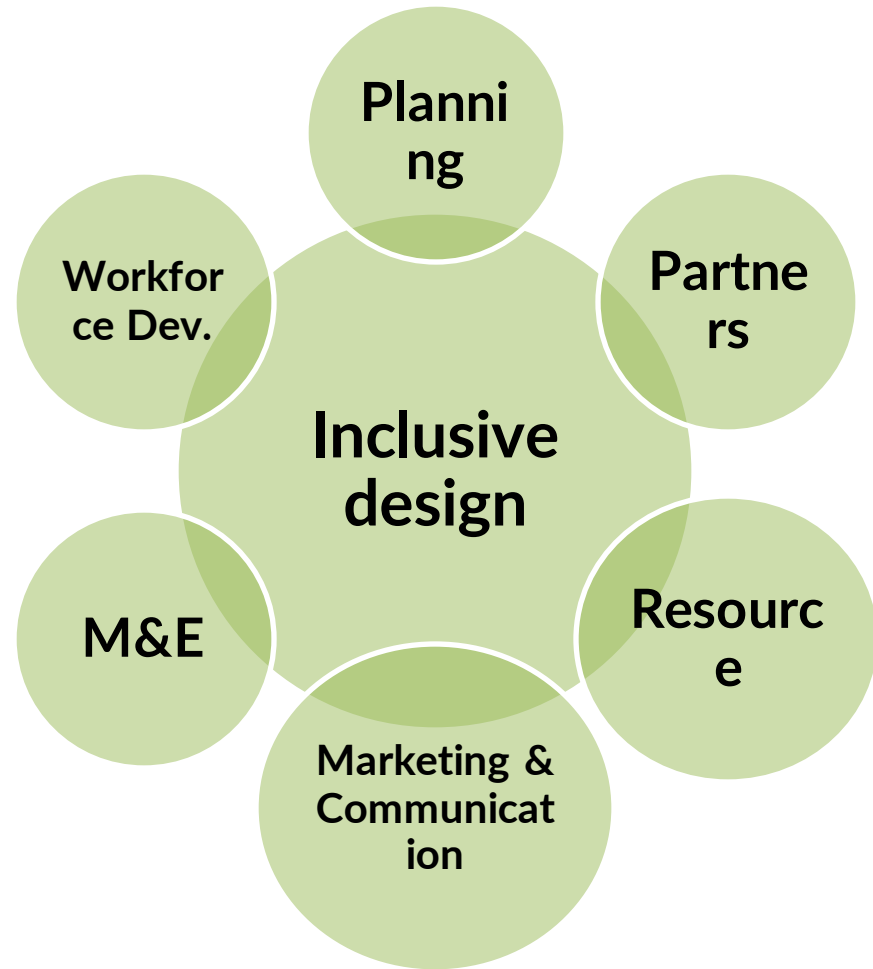 Planni
ng
Partne
rs
Resourc
e
Marketing &
Communicat
ion
M&E
Workfor
ce Dev.
Inclusive
design